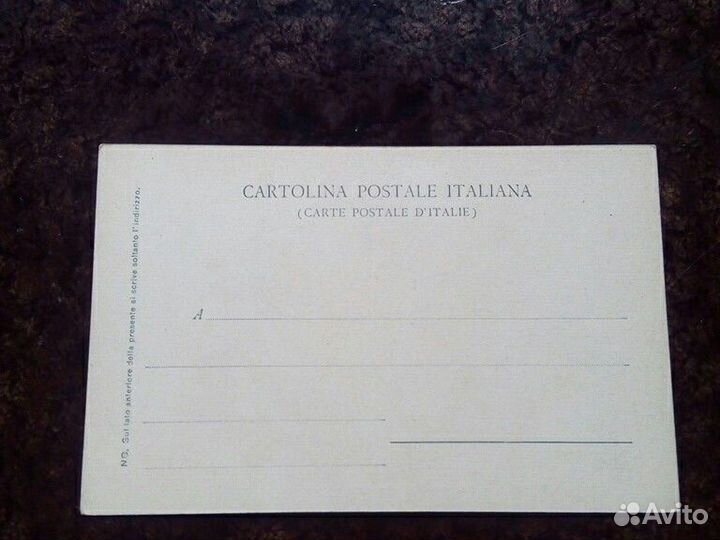 CARTOLINA POSTALE ITALIANA
(CARTE POSTALE D'ITALIE)
A
NB. Sul lato anteriore della presente si scrive soltanto l'indirizzo.
Avito